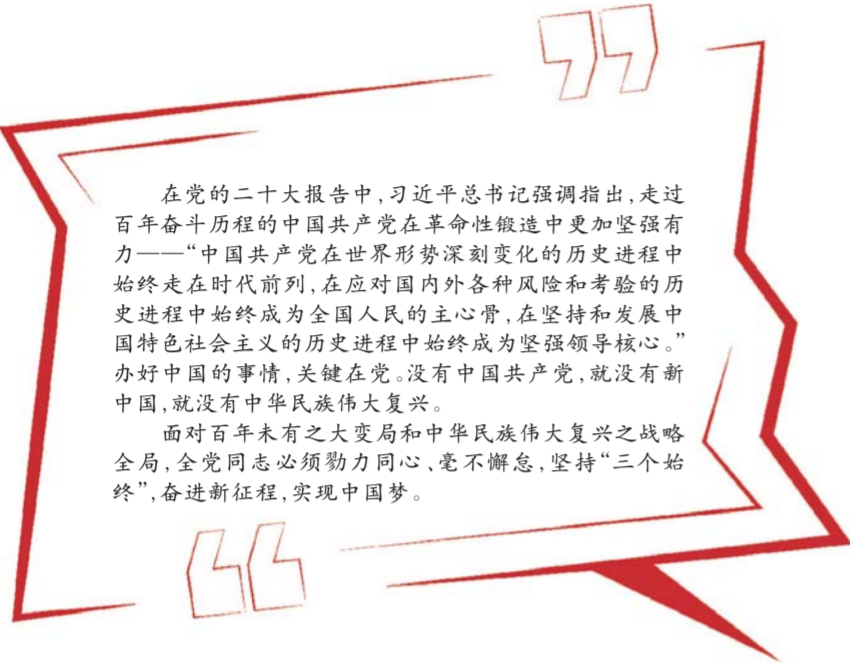 在党的二十大报告中,习近平总书记强调指出,走过
百年奋斗历程的中国共产党在革命性锻造中更加坚强有
力——“中国共产党在世界形势深刻变化的历史进程中
始终走在时代前列,在应对国内外各种风险和考验的历
史进程中始终成为全国人民的主心骨,在坚持和发展中
国特色社会主义的历史进程中始终成为坚强领导核心。”
办好中国的事情,关键在党。没有中国共产党,就没有新
中国,就没有中华民族伟大复兴。
面对百年未有之大变局和中华民族伟大复兴之战略
全局,全党同志必须勠力同心、毫不懈怠,坚持“三个始
终”,奋进新征程,实现中国梦。